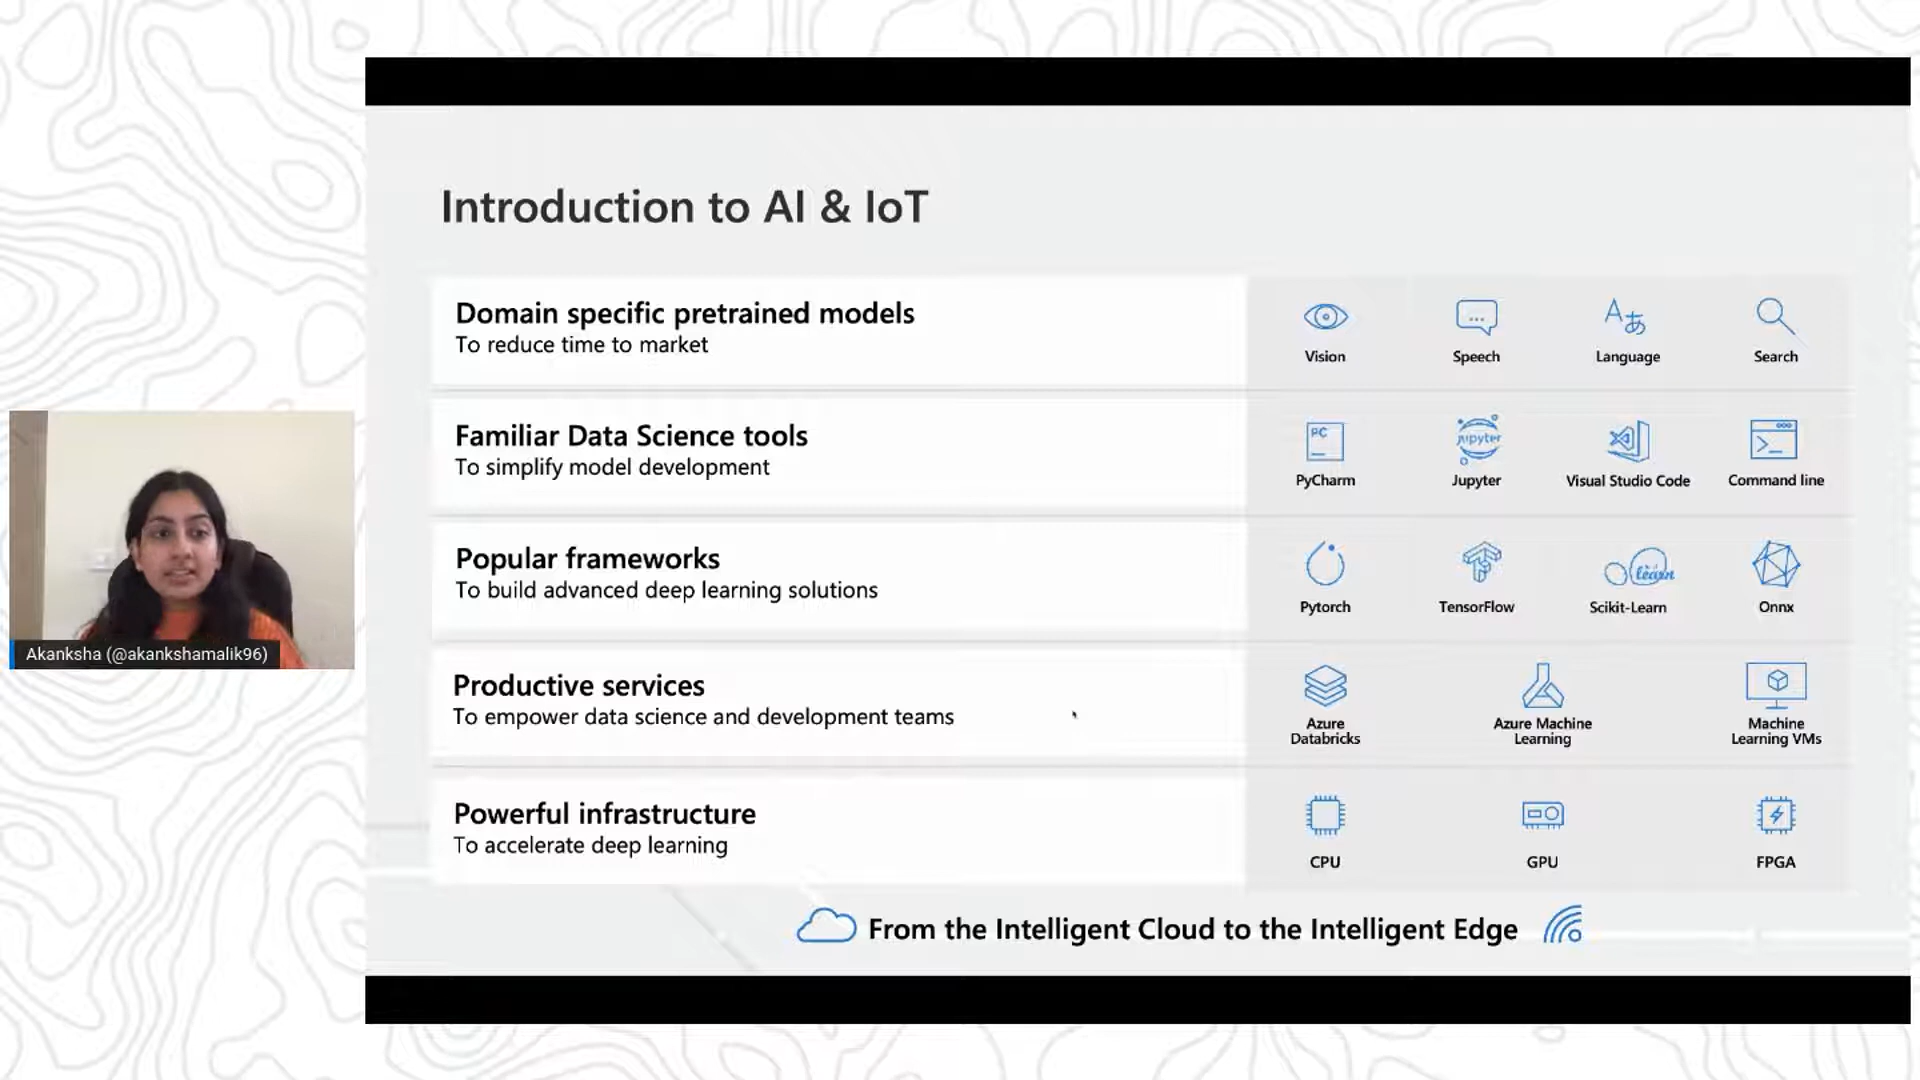 Introduction to AI & IoT
Domain specific pretrained models
To reduce time to market
Vision
Speech
Language
Search
Familiar Data Science tools
To simplify model development
PC
PyCharm
Jupyter
Jupyter
Visual Studio Code
Command line
Popular frameworks
To build advanced deep learning solutions
Pytorch
TensorFlow
learn
Scikit-Learn
Onnx
Productive services
To empower data science and development teams
Azure
Databricks
Azure Machine
Learning
Machine
Learning VMs
Powerful infrastructure
To accelerate deep learning
CPU
GPU
FPGA
From the Intelligent Cloud to the Intelligent Edge
Akanksha (@akankshamalik96)